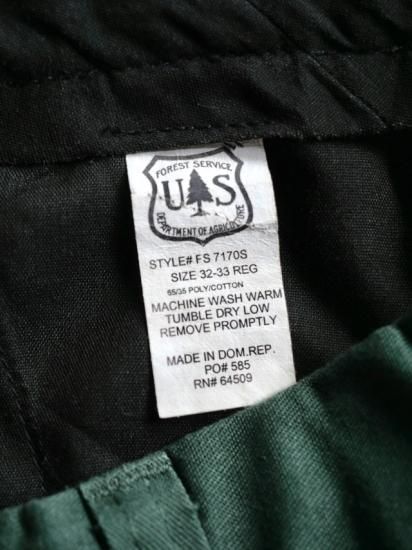 FOREST SERVICE
US
DEPARTMENT OF AGRICULTURE
STYLE# FS 7170S
SIZE 32-33 REG
65/35 POLY/COTTON
MACHINE WASH WARM
TUMBLE DRY LOW
REMOVE PROMPTLY
MADE IN DOM.REP.
PO# 585
RN# 64509